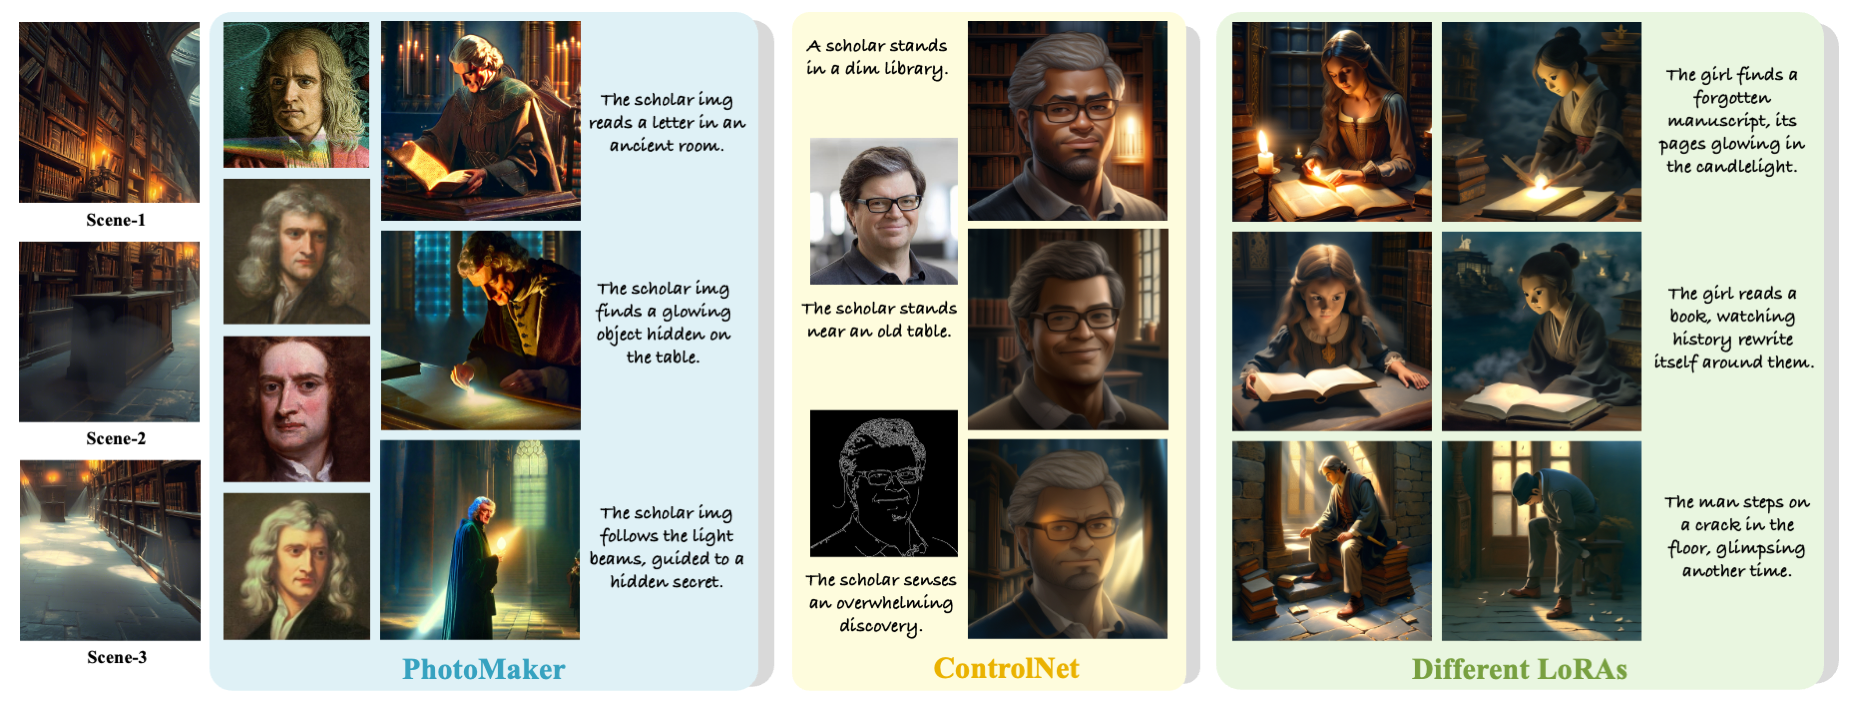 Scene-1
Scene-2
Scene-3
The scholar img
reads a letter in an
ancient room.
The scholar img
finds a glowing
object hidden on
the table.
The scholar img
follows the light
beams, guided to a
hidden secret.
PhotoMaker
A scholar stands
in a dim library.
The scholar stands
near an old table.
The scholar senses
an overwhelming
discovery.
ControlNet
The girl finds a
forgotten
manuscript, its
pages glowing in
the candlelight.
The girl reads a
book, watching
history rewrite
itself around them.
The man steps on
a crack in the
floor, glimpsing
another time.
Different LoRAs